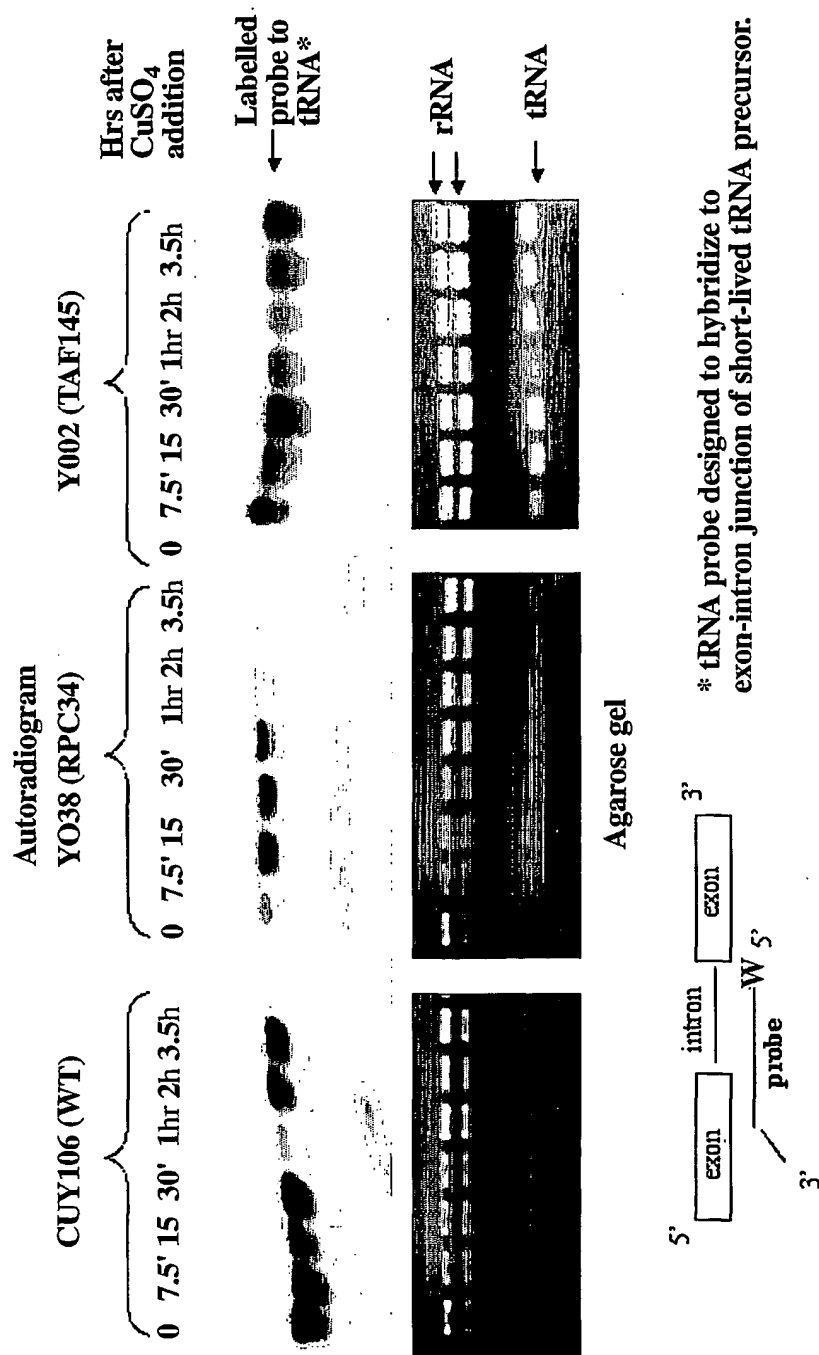 Autoradiogram
CUY106 (WT)
YO38 (RPC34)
Y002 (TAF145)
Hrs after
CuSO4
addition
0 7.5' 15 30' 1hr 2h 3.5h
0 7.5' 15 30' 1hr 2h 3.5h
0 7.5' 15 30' 1hr 2h 3.5h
Labelled
probe to
tRNA*
rRNA
tRNA
Agarose gel
5'
exon
intron
exon
3'
W
5'
probe
3'
* tRNA probe designed to hybridize to
exon-intron junction of short-lived tRNA precursor.